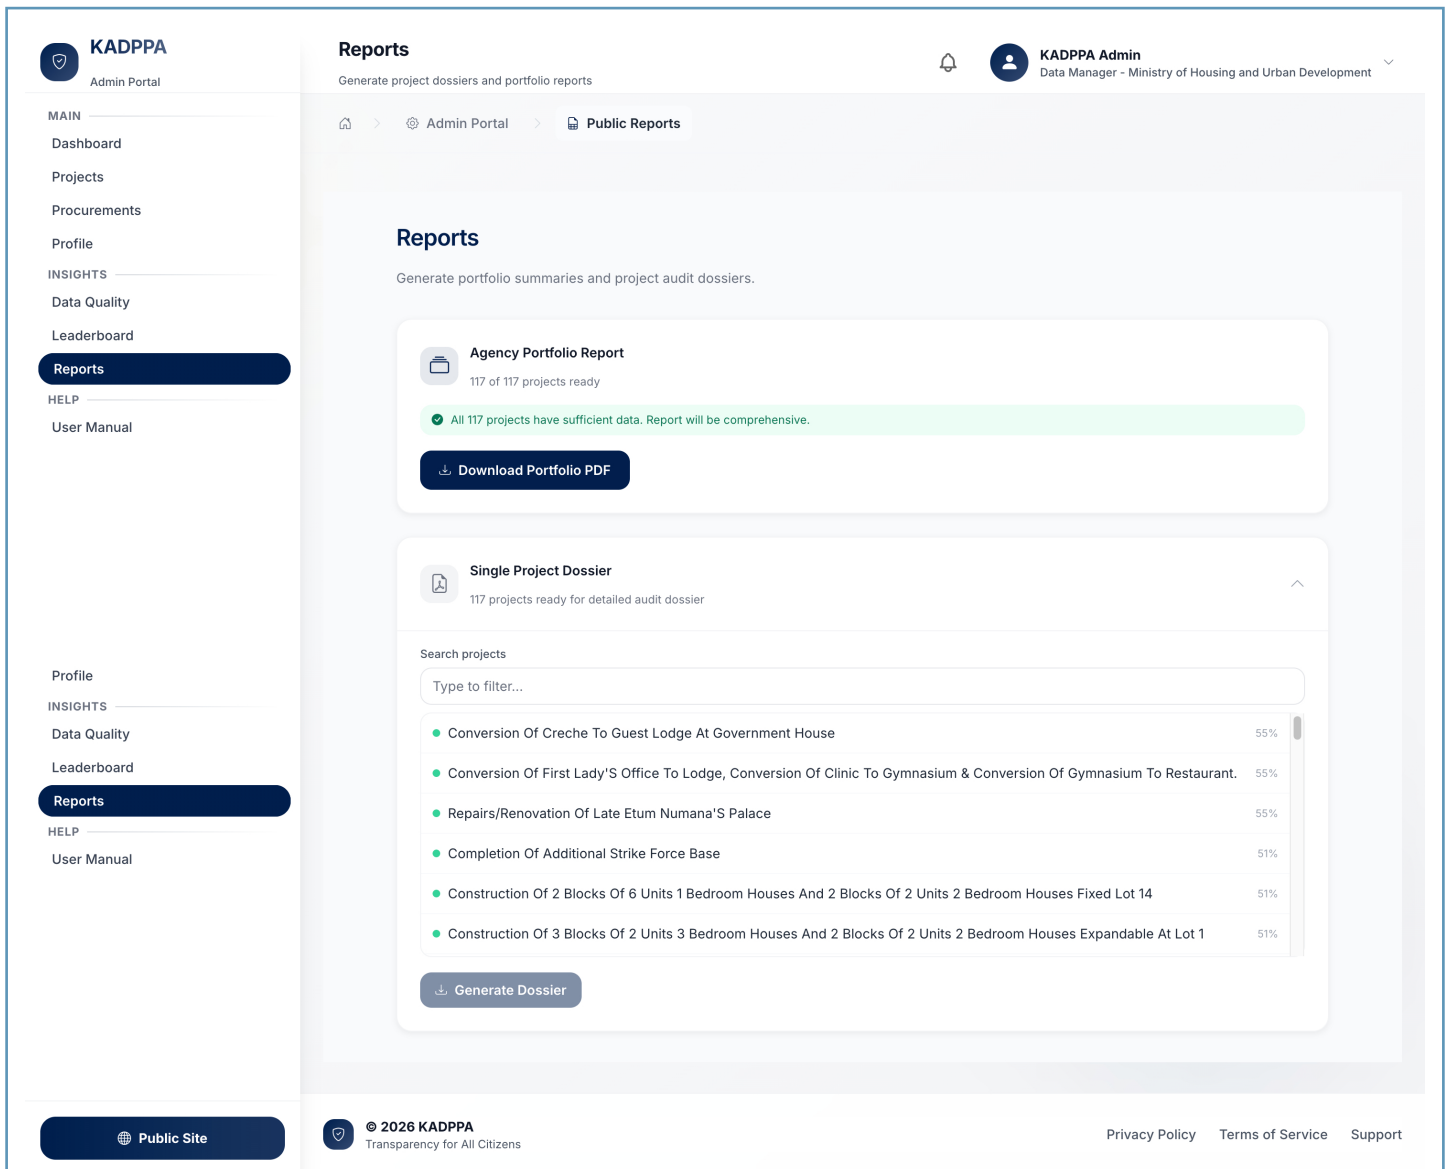 KADPPA
Admin Portal
MAIN
Dashboard
Projects
Procurements
Profile
INSIGHTS
Data Quality
Leaderboard
Reports
HELP
User Manual
Profile
INSIGHTS
Data Quality
Leaderboard
Reports
HELP
User Manual
Public Site
Reports
Generate project dossiers and portfolio reports
KADPPA Admin
Data Manager - Ministry of Housing and Urban Development
Admin Portal
Public Reports
Reports
Generate portfolio summaries and project audit dossiers.
Agency Portfolio Report
117 of 117 projects ready
All 117 projects have sufficient data. Report will be comprehensive.
Download Portfolio PDF
Single Project Dossier
117 projects ready for detailed audit dossier
Search projects
Type to filter...
Conversion Of Creche To Guest Lodge At Government House 55%
Conversion Of First Lady'S Office To Lodge, Conversion Of Clinic To Gymnasium & Conversion Of Gymnasium To Restaurant. 55%
Repairs/Renovation Of Late Etum Numana'S Palace 55%
Completion Of Additional Strike Force Base 51%
Construction Of 2 Blocks Of 6 Units 1 Bedroom Houses And 2 Blocks Of 2 Units 2 Bedroom Houses Fixed Lot 14 51%
Construction Of 3 Blocks Of 2 Units 3 Bedroom Houses And 2 Blocks Of 2 Units 2 Bedroom Houses Expandable At Lot 1 51%
Generate Dossier
© 2026 KADPPA
Transparency for All Citizens
Privacy Policy Terms of Service Support